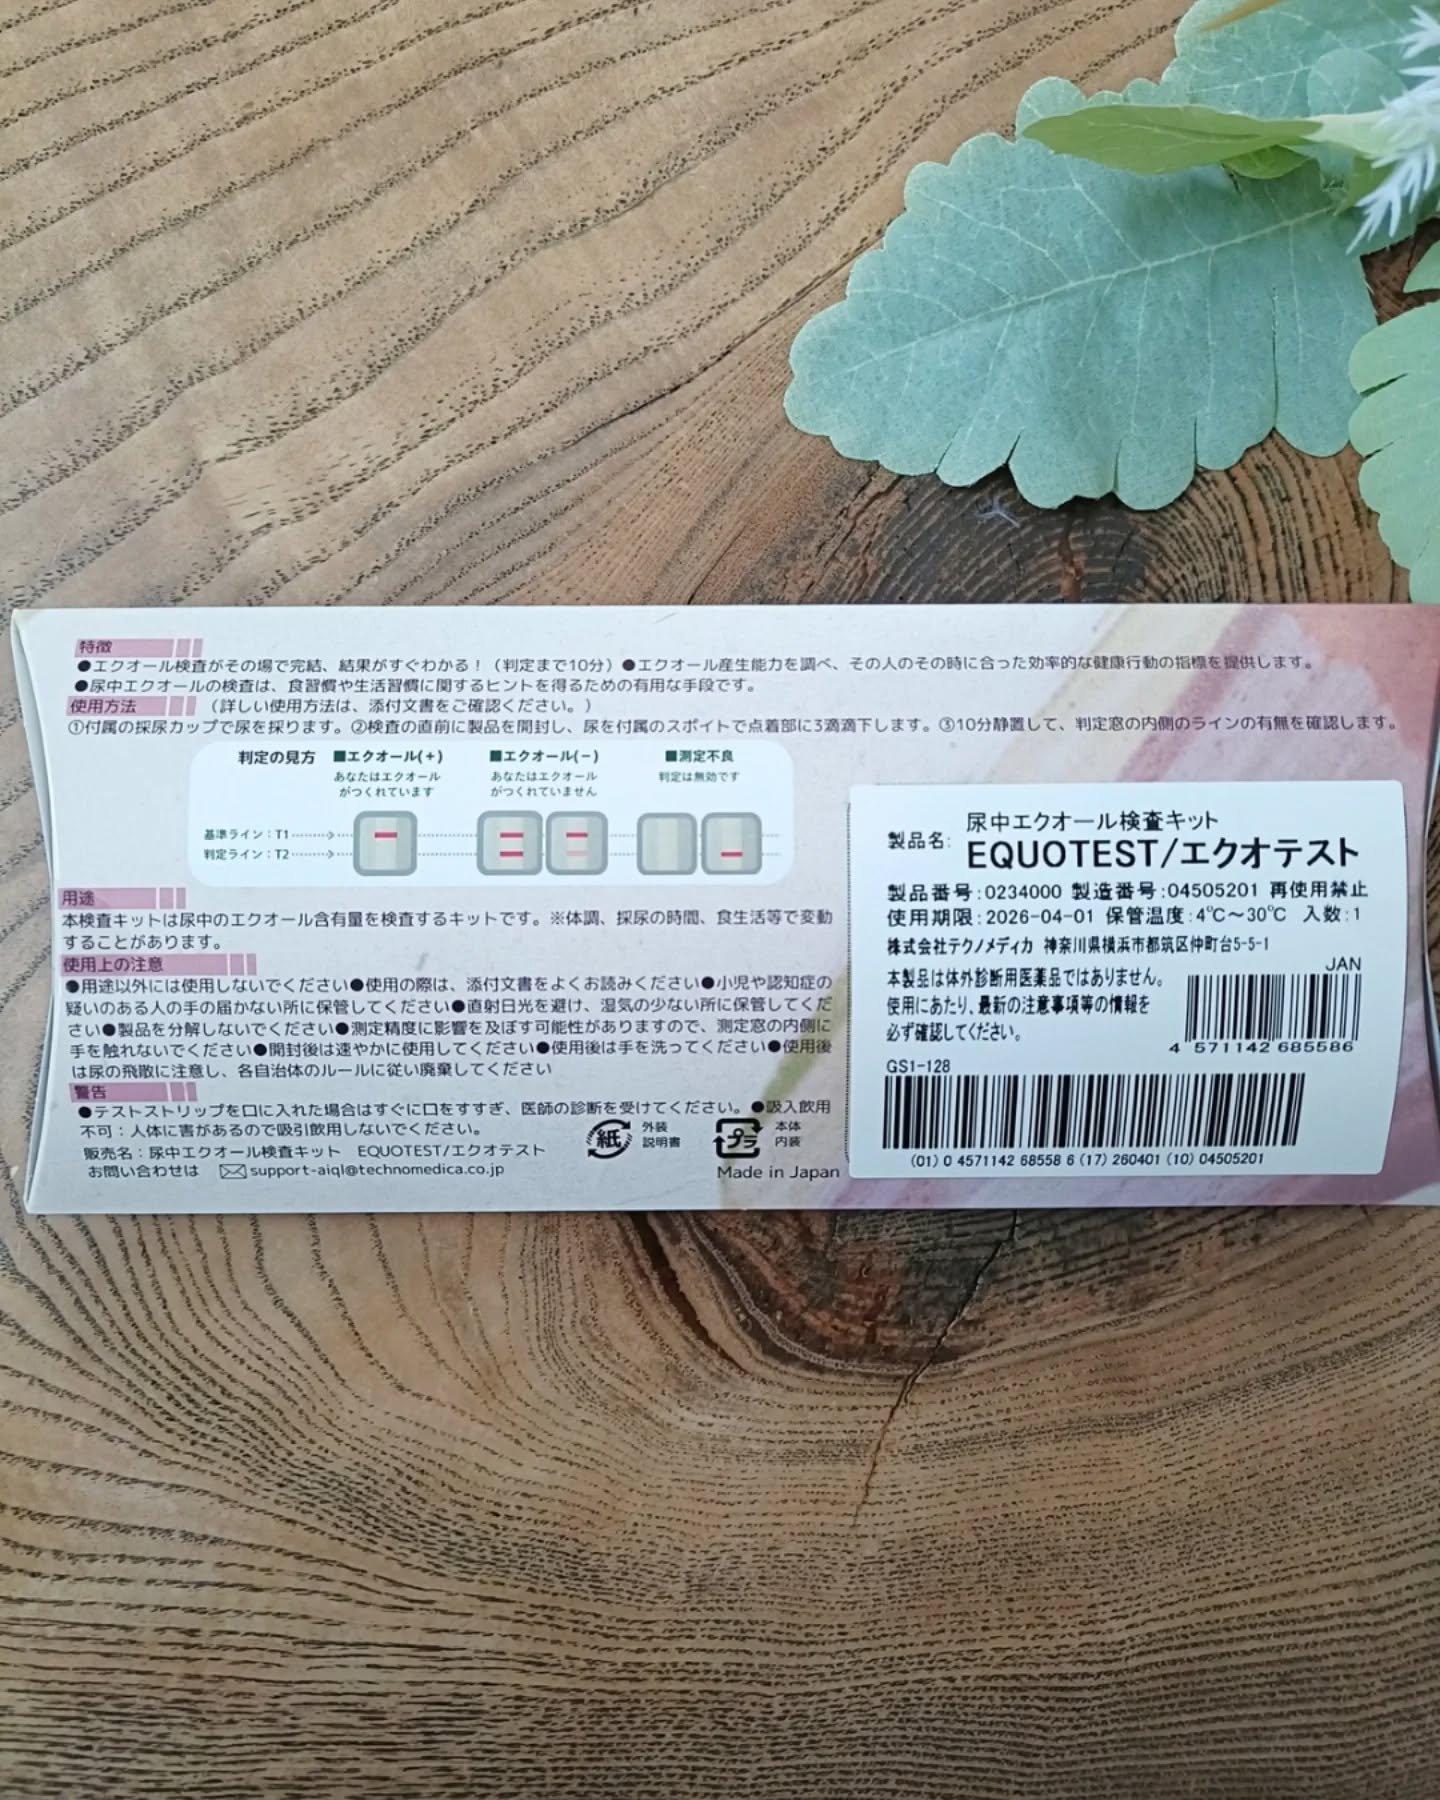 特徴
●エクオール検査がその場で完結、結果がすぐわかる!(判定まで10分)●エクオール産生能力を調べ、その人のその時に合った効率的な健康行動の指標を提供します。
●尿中エクオールの検査は、食習慣や生活習慣に関するヒントを得るための有用な手段です。
使用方法 (詳しい使用方法は、添付文書をご確認ください。)
①付属の採尿カップで尿を採ります。②検査の直前に製品を開封し、尿を付属のスポイトで点着部に3滴滴下します。③10分静置して、判定窓の内側のラインの有無を確認します。
判定の見方 ■エクオール(+) ■エクオール(−) ■測定不良
あなたはエクオール あなたはエクオール 判定は無効です
がつくれています がつくれていません
基準ライン:T1
判定ライン:T2
用途
本検査キットは尿中のエクオール含有量を検査するキットです。※体調、採尿の時間、食生活等で変動
することがあります。
使用上の注意
●用途以外には使用しないでください●使用の際は、添付文書をよくお読みください●小児や認知症の
疑いのある人の手の届かない所に保管してください●直射日光を避け、湿気の少ない所に保管してくだ
さい●製品を分解しないでください●測定精度に影響を及ぼす可能性がありますので、測定窓の内側に
手を触れないでください●開封後は速やかに使用してください●使用後は手を洗ってください●使用後
は尿の飛散に注意し、各自治体のルールに従い廃棄してください
警告
●テストストリップを口に入れた場合はすぐに口をすすぎ、医師の診断を受けてください。●吸入飲用
不可:人体に害があるので吸引飲用しないでください。
販売名:尿中エクオール検査キット EQUOTEST/エクオテスト
お問い合わせは support-aiql@technomedica.co.jp
紙 外装
説明書
プラ 本体
内装
Made in Japan
製品名: 尿中エクオール検査キット
EQUOTEST/エクオテスト
製品番号:0234000 製造番号:04505201 再使用禁止
使用期限:2026-04-01 保管温度:4℃～30℃ 入数:1
株式会社テクノメディカ 神奈川県横浜市都筑区仲町台5-5-1
本製品は体外診断用医薬品ではありません。
使用にあたり、最新の注意事項等の情報を
必ず確認してください。
JAN
4 571142 685586
GS1-128
(01) 0 4571142 68558 6 (17) 260401 (10) 04505201